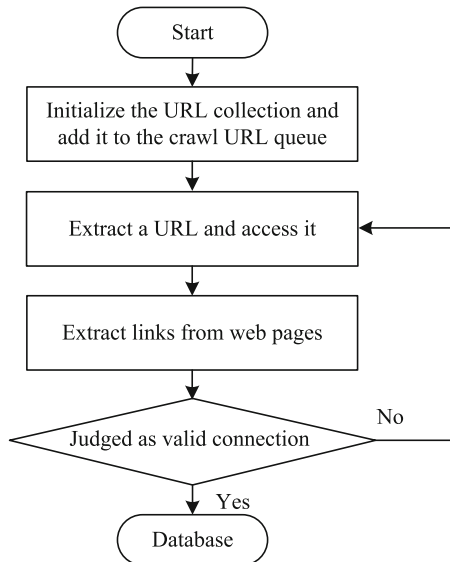 Start
Initialize the URL collection and
add it to the crawl URL queue
Extract a URL and access it
Extract links from web pages
Judged as valid connection
No
Yes
Database